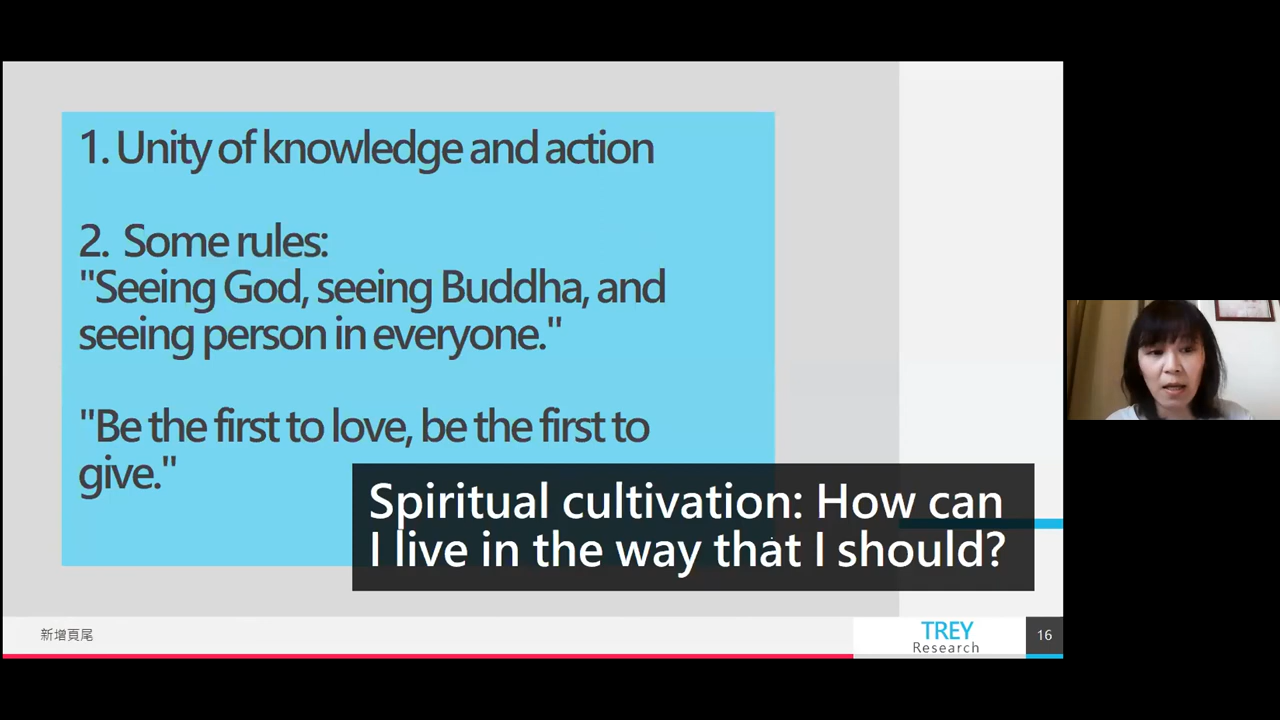 1. Unity of knowledge and action
2. Some rules:
"Seeing God, seeing Buddha, and
seeing person in everyone."
"Be the first to love, be the first to
give."
Spiritual cultivation: How can
I live in the way that I should?
新增頁尾
TREY
Research
16